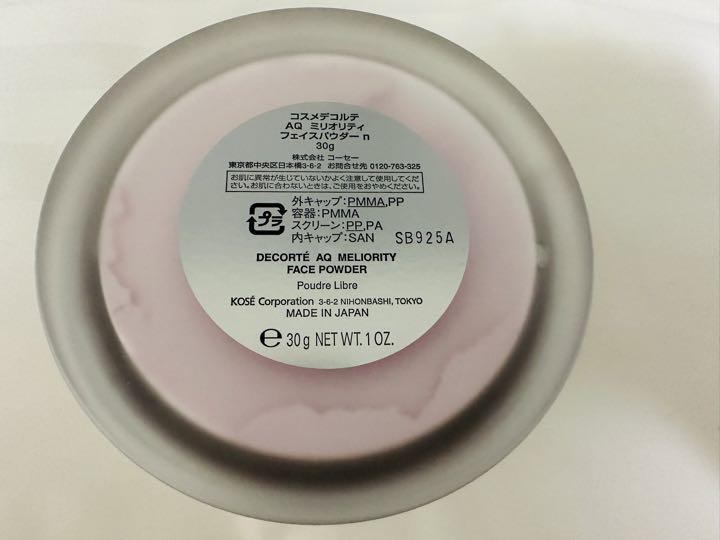 コスメデコルテ
AQ ミリオリティ
フェイスパウダー n
30g
株式会社 コーセー
東京都中央区日本橋3-6-2 お問合せ先 0120-763-325
お肌に異常が生じていないかよく注意して使用してくだ
さい。お肌に合わないときは、ご使用をおやめください。
プラ
外キャップ:PMMA,PP
容器:PMMA
スクリーン:PP,PA
内キャップ:SAN SB925A
DECORTÉ AQ MELIORITY
FACE POWDER
Poudre Libre
KOSÉ Corporation 3-6-2 NIHONBASHI, TOKYO
MADE IN JAPAN
℮ 30g NET WT. 1 OZ.